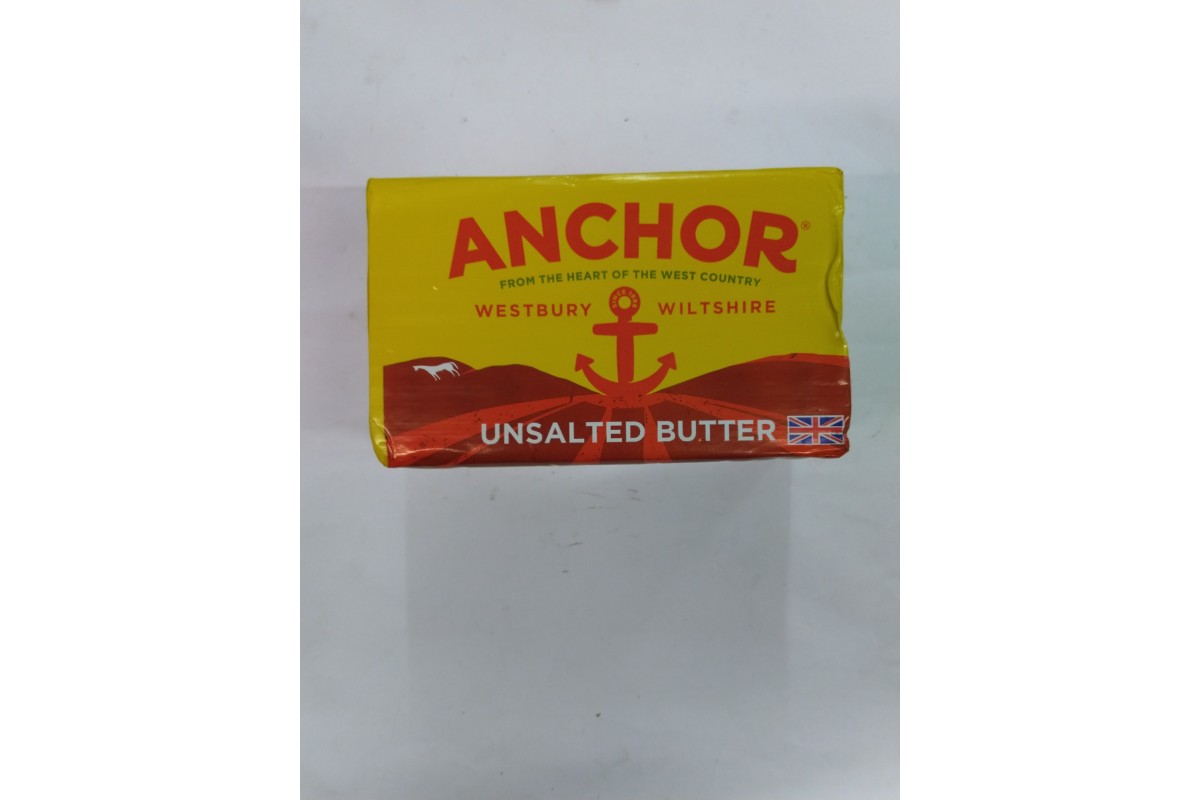 ANCHOR®
FROM THE HEART OF THE WEST COUNTRY
WESTBURY WILTSHIRE
UNSALTED BUTTER